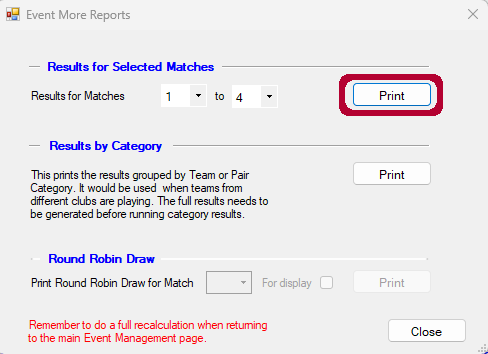 Event More Reports
Results for Selected Matches
Results for Matches 1 to 4 Print
Results by Category
This prints the results grouped by Team or Pair
Category. It would be used when teams from
different clubs are playing. The full results needs to
be generated before running category results.
Print
Round Robin Draw
Print Round Robin Draw for Match For display Print
Remember to do a full recalculation when returning
to the main Event Management page.
Close